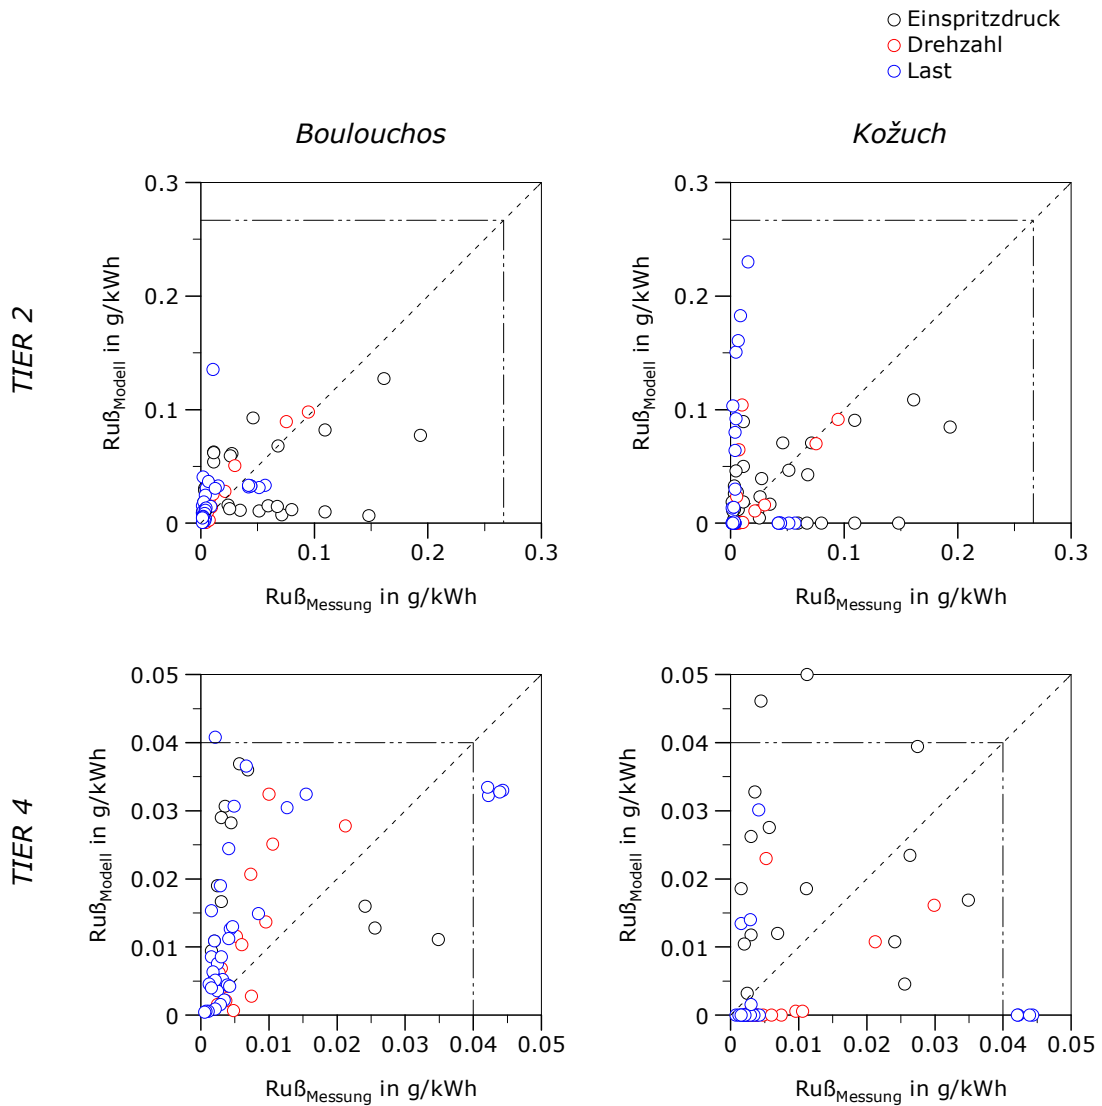 Einspritzdruck
Drehzahl
Last
Boulouchos
Kožuch
TIER 2
0.3
0.2
0.1
0
Ruß_Modell in g/kWh
0 0.1 0.2 0.3
Ruß_Messung in g/kWh
0.3
0.2
0.1
0
Ruß_Modell in g/kWh
0 0.1 0.2 0.3
Ruß_Messung in g/kWh
TIER 4
0.05
0.04
0.03
0.02
0.01
0
Ruß_Modell in g/kWh
0 0.01 0.02 0.03 0.04 0.05
Ruß_Messung in g/kWh
0.05
0.04
0.03
0.02
0.01
0
Ruß_Modell in g/kWh
0 0.01 0.02 0.03 0.04 0.05
Ruß_Messung in g/kWh